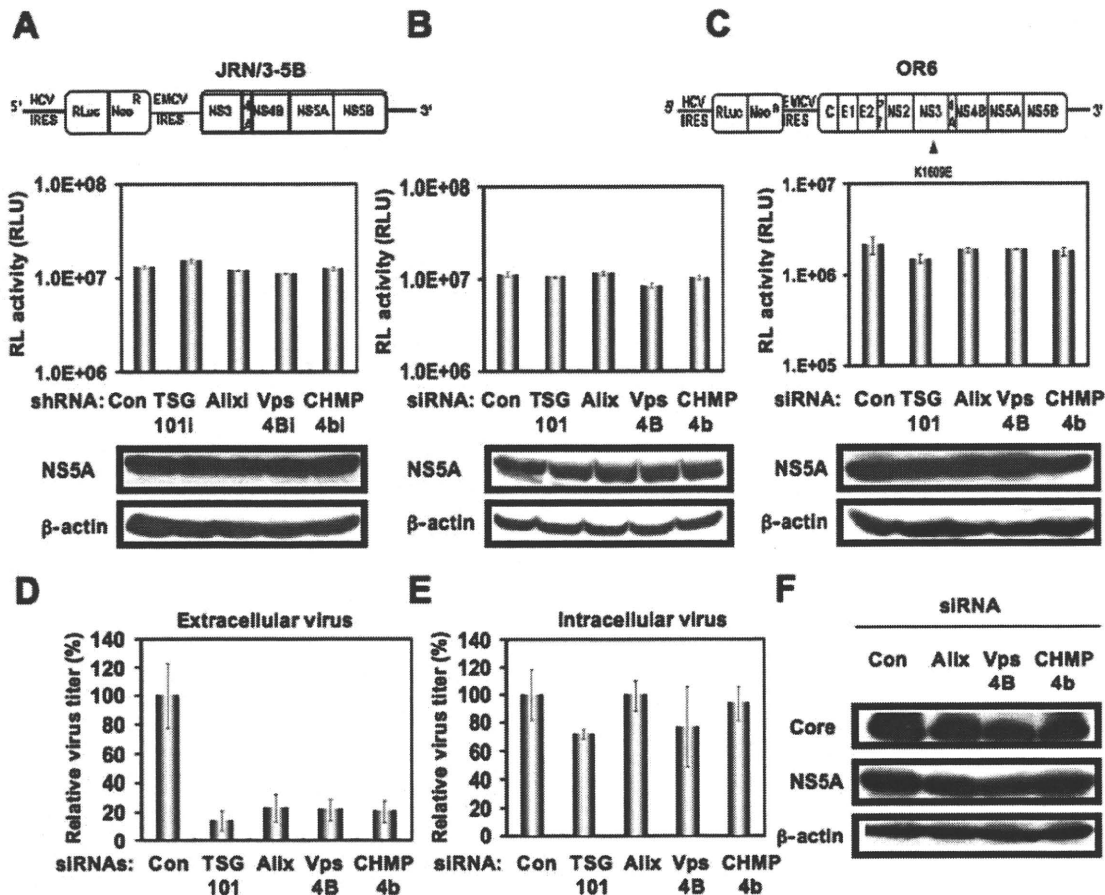 A
B
C
JRN/3-5B
5' HCV IRES RLuc Neo R EMCV IRES NS3 4A NS4B NS5A NS5B 3'
OR6
5' HCV IRES RLuc Neo R EMCV IRES C E1 E2 P7 NS2 NS3 4A NS4B NS5A NS5B 3'
K1609E
RL activity (RLU)
1.0E+08
1.0E+07
1.0E+06
shRNA: Con TSG Alixi Vps CHMP
101i 4Bi 4bi
NS5A
β-actin
RL activity (RLU)
1.0E+08
1.0E+07
1.0E+06
siRNA: Con TSG Alix Vps CHMP
101 4B 4b
NS5A
β-actin
RL activity (RLU)
1.E+07
1.E+06
1.E+05
siRNA: Con TSG Alix Vps CHMP
101 4B 4b
NS5A
β-actin
D
Extracellular virus
Relative virus titer (%)
140
120
100
80
60
40
20
0
siRNAs: Con TSG Alix Vps CHMP
101 4B 4b
E
Intracellular virus
Relative virus titer (%)
140
120
100
80
60
40
20
0
siRNA: Con TSG Alix Vps CHMP
101 4B 4b
F
siRNA
Con Alix Vps CHMP
4B 4b
Core
NS5A
β-actin